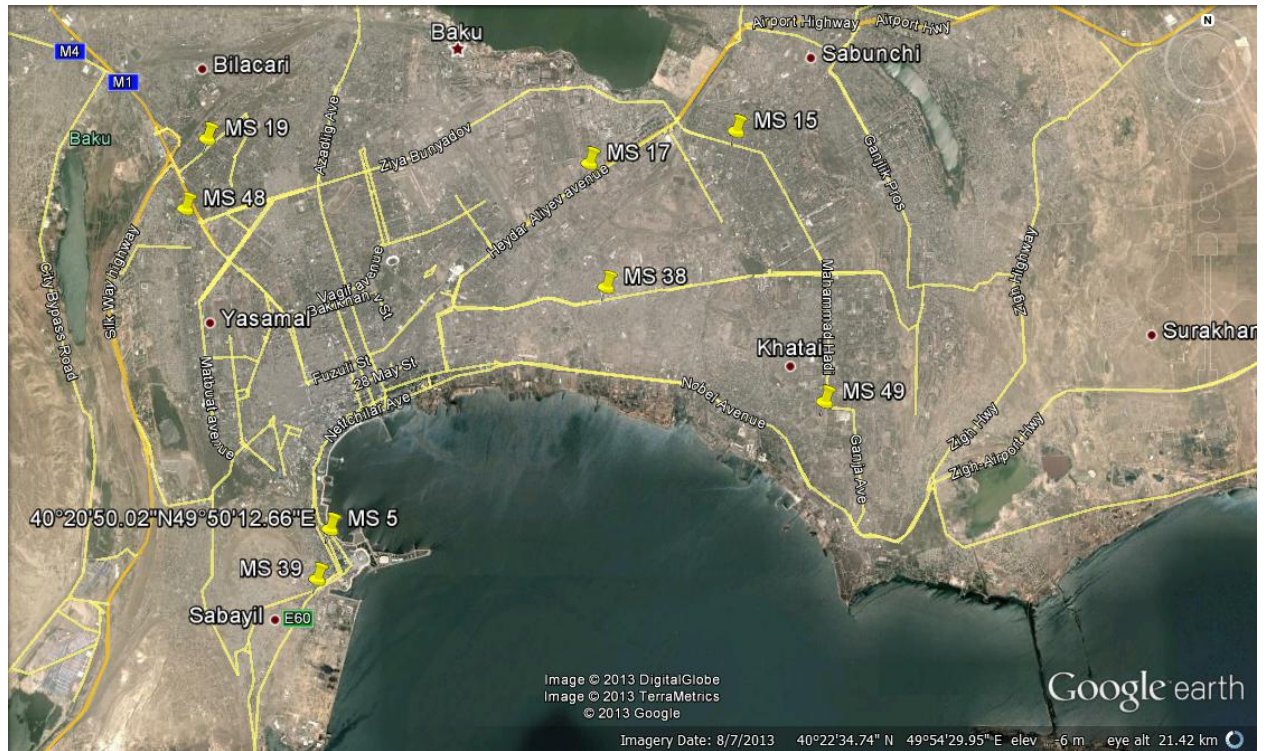 Airport Highway
Airport Hwy
N
Baku
Sabunchi
M4
Bilacari
M1
Azadlig Ave
MS 15
Baku
MS 19
Ziya Bunyadov
MS 17
Ganjlik Pros
MS 48
Heydar Aliyev avenue
Zigh Highway
Silk Way highway
City Bypass Road
Vagif avenue
MS 38
Mahammad Hadi
Yasamal
Surakhan
Khatai
Fuzuli St
28 May St
Matbuat avenue
Neftchilar Ave
Nobel Avenue
MS 49
Zigh Hwy
Ganja Ave
Zigh-Airport Hwy
40°20'50.02"N49°50'12.66"E
MS 5
MS 39
Sabayil
E60
Image © 2013 DigitalGlobe
Image © 2013 TerraMetrics
© 2013 Google
Google earth
Imagery Date: 8/7/2013 40°22'34.74" N 49°54'29.95" E elev -6 m eye alt 21.42 km